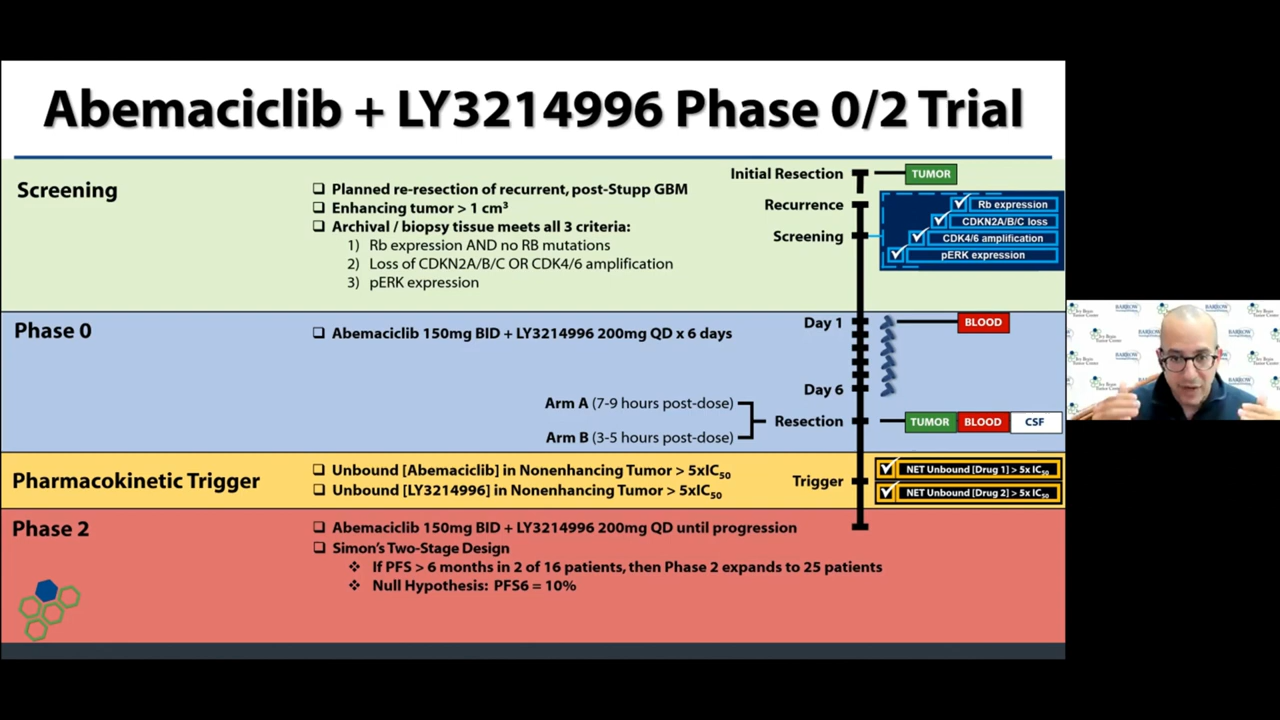 Abemaciclib + LY3214996 Phase 0/2 Trial
Screening
❑ Planned re-resection of recurrent, post-Stupp GBM
❑ Enhancing tumor > 1 cm³
❑ Archival / biopsy tissue meets all 3 criteria:
1) Rb expression AND no RB mutations
2) Loss of CDKN2A/B/C OR CDK4/6 amplification
3) pERK expression
Initial Resection
TUMOR
Recurrence
Screening
Rb expression
CDKN2A/B/C loss
CDK4/6 amplification
pERK expression
Phase 0
❑ Abemaciclib 150mg BID + LY3214996 200mg QD x 6 days
Day 1
BLOOD
Day 6
Arm A (7-9 hours post-dose)
Arm B (3-5 hours post-dose)
Resection
TUMOR BLOOD CSF
Pharmacokinetic Trigger
❑ Unbound [Abemaciclib] in Nonenhancing Tumor > 5xIC50
❑ Unbound [LY3214996] in Nonenhancing Tumor > 5xIC50
Trigger
NET Unbound [Drug 1] > 5x IC50
NET Unbound [Drug 2] > 5x IC50
Phase 2
❑ Abemaciclib 150mg BID + LY3214996 200mg QD until progression
❑ Simon's Two-Stage Design
❖ If PFS > 6 months in 2 of 16 patients, then Phase 2 expands to 25 patients
❖ Null Hypothesis: PFS6 = 10%
BARROW
Ivy Brain
Tumor Center